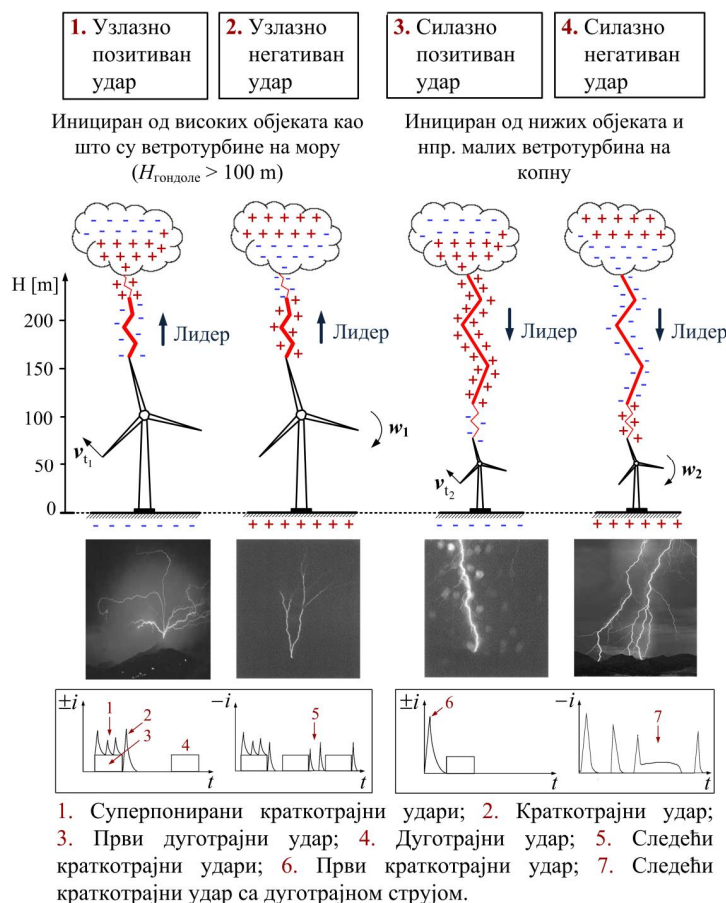 1. Узлазно
позитиван
удар
2. Узлазно
негативан
удар
3. Силазно
позитиван
удар
4. Силазно
негативан
удар
Иницирaн од високих објеката као
што су ветротурбине на мору
(Hгондоле > 100 m)
Инициран од нижих објеката и
нпр. малих ветротурбина на
копну
H [m]
200
150
100
50
0
Лидер
Лидер
Лидер
Лидер
vt1
w1
vt2
w2
±i
1
2
3
4
t
−i
5
t
±i
6
t
−i
7
t
1. Суперпонирани краткотрајни удари; 2. Краткотрајни удар;
3. Први дуготрајни удар; 4. Дуготрајни удар; 5. Следећи
краткотрајни удари; 6. Први краткотрајни удар; 7. Следећи
краткотрајни удар са дуготрајном струјом.